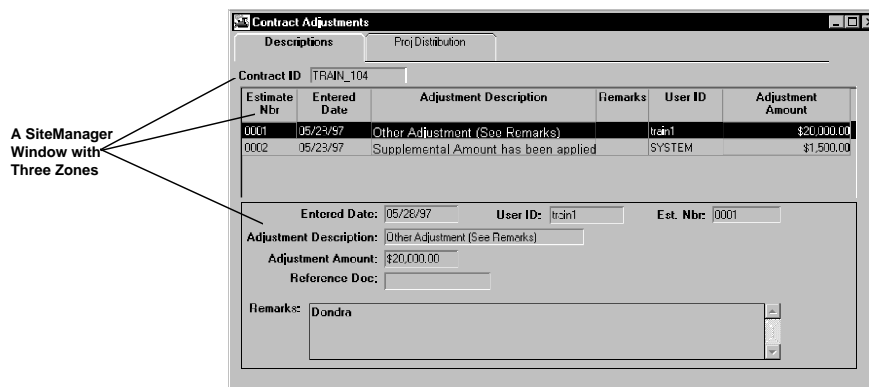 Contract Adjustments
Descriptions Proj Distribution
Contract ID TRAIN_104
Estimate Nbr Entered Date Adjustment Description Remarks User ID Adjustment Amount
0001 05/28/97 Other Adjustment (See Remarks) train1 $20,000.00
0002 05/28/97 Supplemental Amount has been applied SYSTEM $1,500.00
A SiteManager
Window with
Three Zones
Entered Date: 05/28/97 User ID: train1 Est. Nbr: 0001
Adjustment Description: Other Adjustment (See Remarks)
Adjustment Amount: $20,000.00
Reference Doc:
Remarks: Dondra